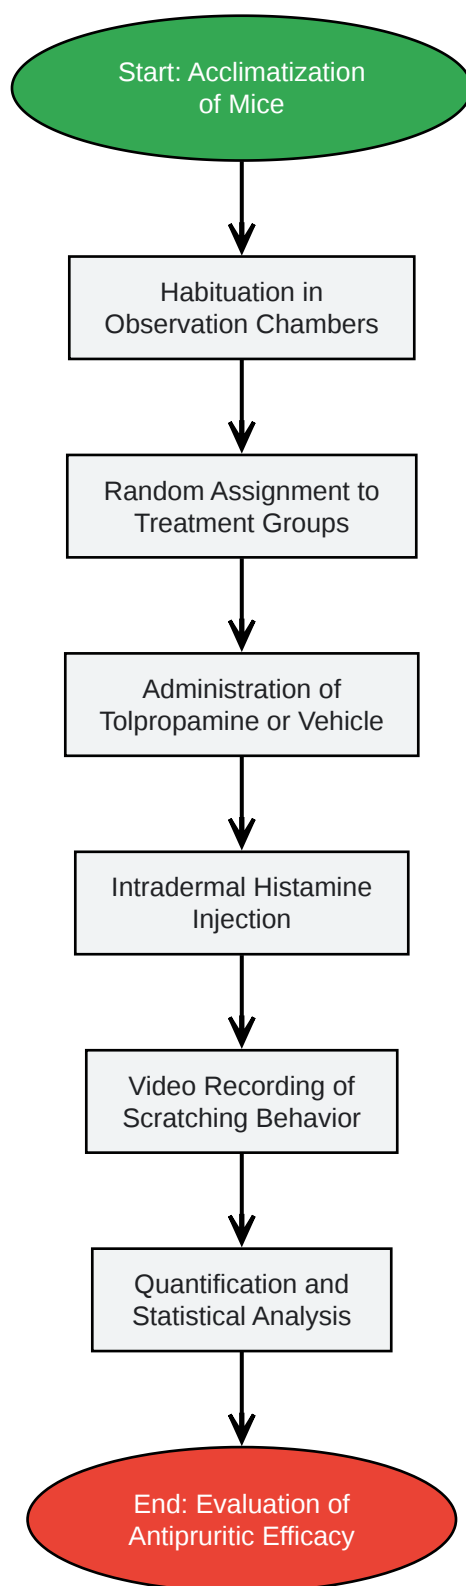 Start: Acclimatization
of Mice
Habituation in
Observation Chambers
Random Assignment to
Treatment Groups
Administration of
Tolpropamine or Vehicle
Intradermal Histamine
Injection
Video Recording of
Scratching Behavior
Quantification and
Statistical Analysis
End: Evaluation of
Antipruritic Efficacy